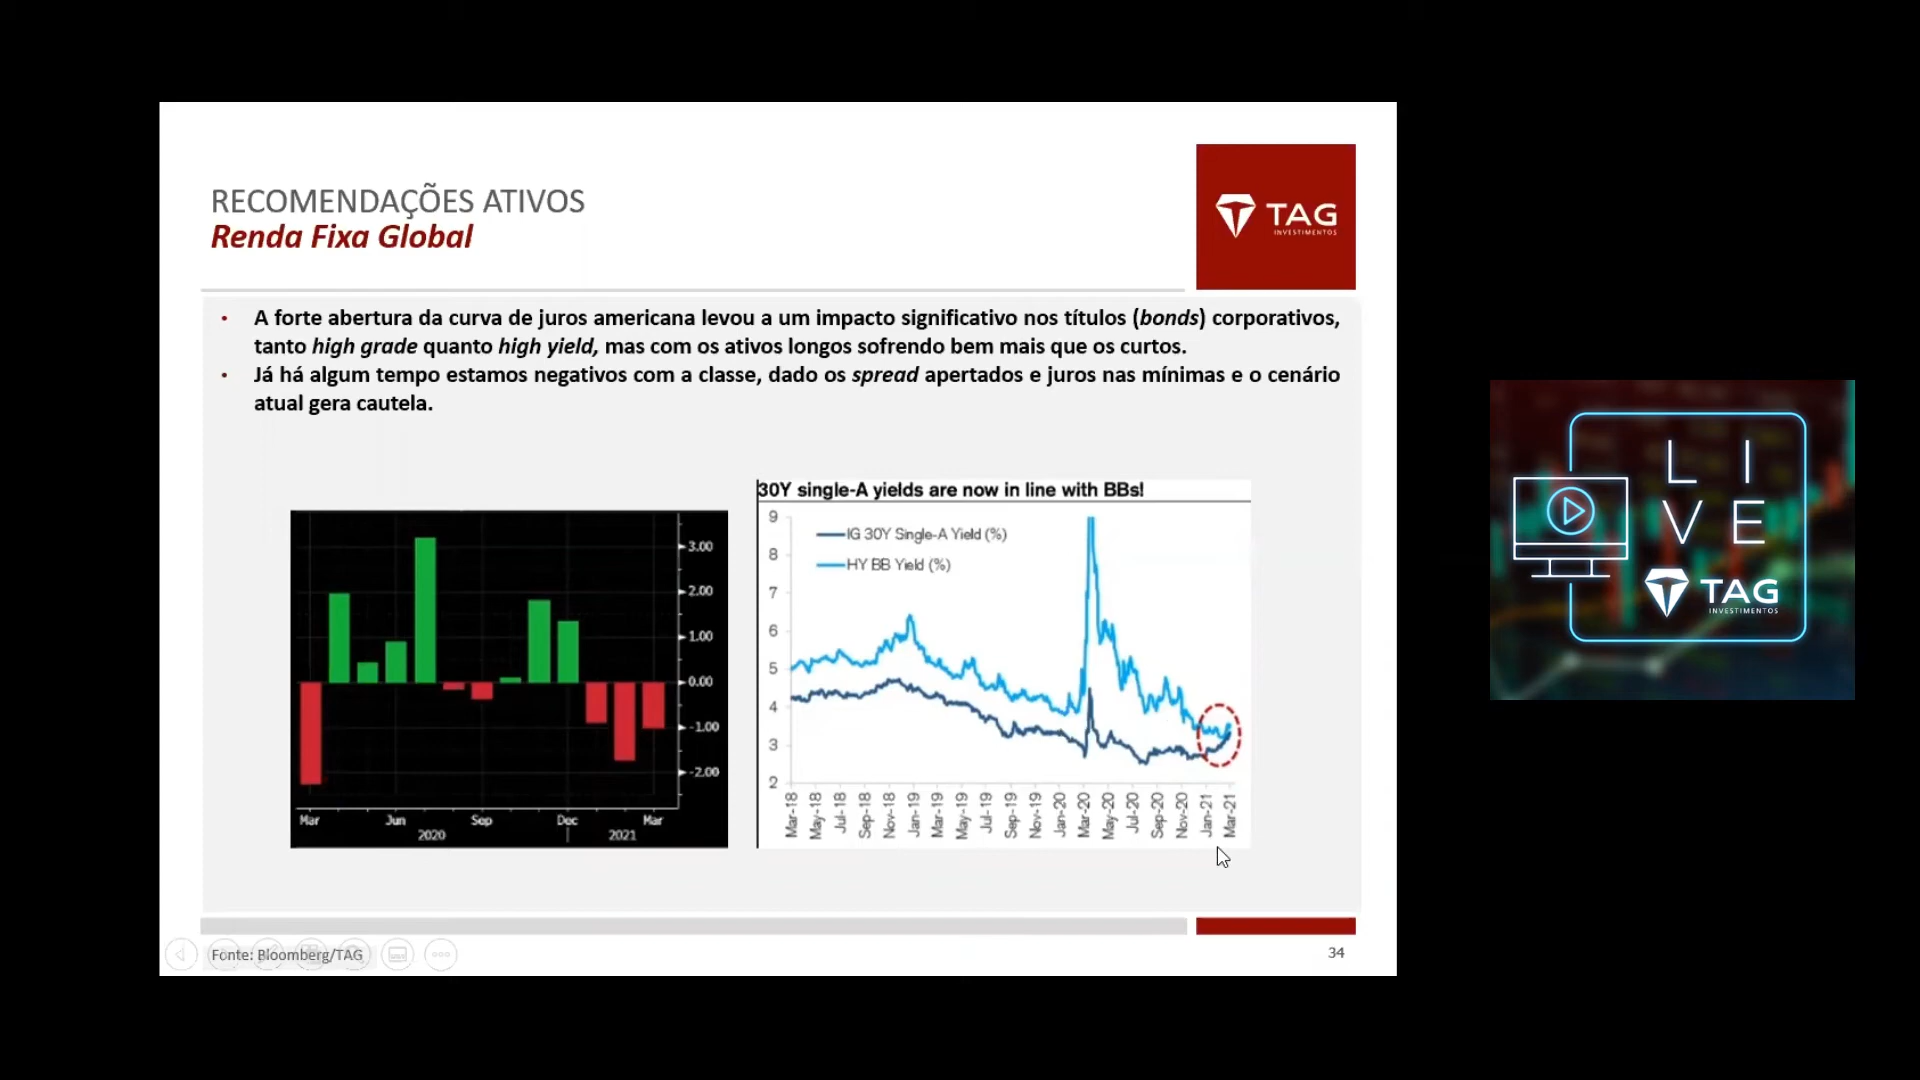 RECOMENDAÇÕES ATIVOS
Renda Fixa Global
TAG
INVESTIMENTOS
• A forte abertura da curva de juros americana levou a um impacto significativo nos títulos (bonds) corporativos,
tanto high grade quanto high yield, mas com os ativos longos sofrendo bem mais que os curtos.
• Já há algum tempo estamos negativos com a classe, dado os spread apertados e juros nas mínimas e o cenário
atual gera cautela.
3.00
2.00
1.00
0.00
-1.00
-2.00
Mar Jun Sep Dec Mar
2020 2021
30Y single-A yields are now in line with BBs!
IG 30Y Single-A Yield (%)
HY BB Yield (%)
9
8
7
6
5
4
3
2
Mar-18 May-18 Jul-18 Sep-18 Nov-18 Jan-19 Mar-19 May-19 Jul-19 Sep-19 Nov-19 Jan-20 Mar-20 May-20 Jul-20 Sep-20 Nov-20 Jan-21 Mar-21
Fonte: Bloomberg/TAG
34
LI
VE
TAG
INVESTIMENTOS